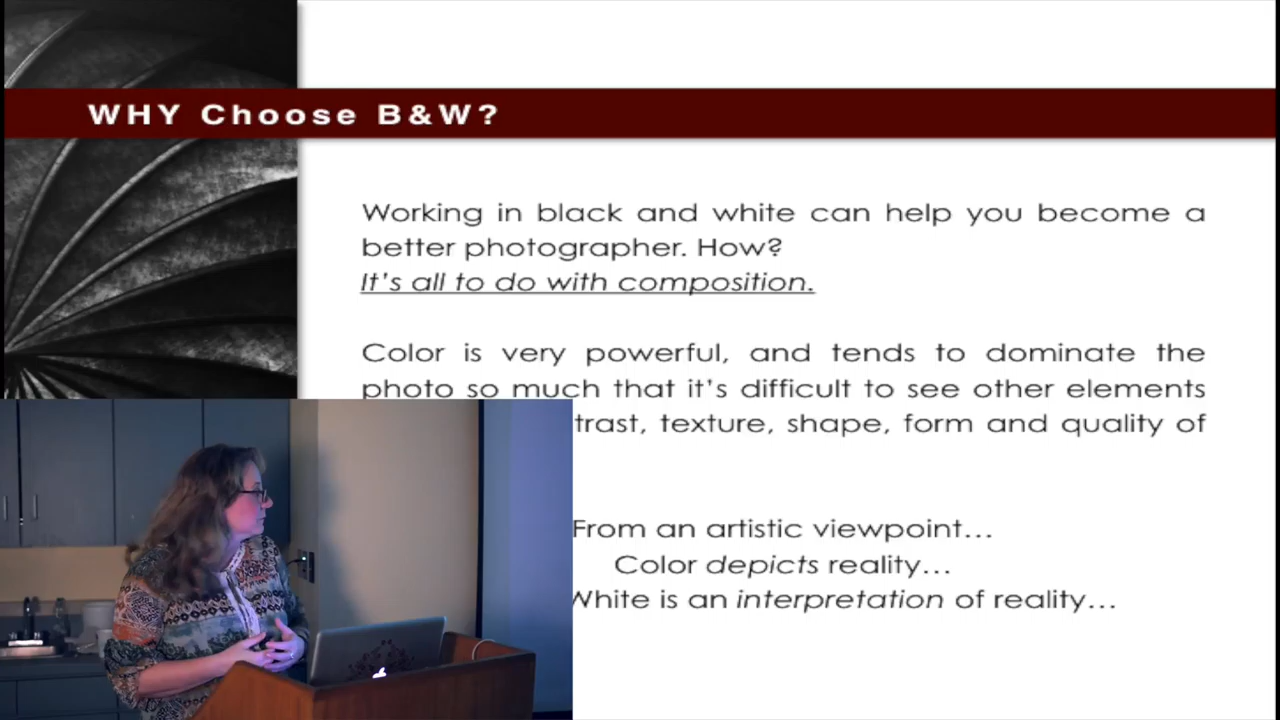 WHY Choose B&W?
Working in black and white can help you become a
better photographer. How?
It's all to do with composition.
Color is very powerful, and tends to dominate the
photo so much that it's difficult to see other elements
texture, shape, form and quality of
From an artistic viewpoint…
Color depicts reality…
White is an interpretation of reality…